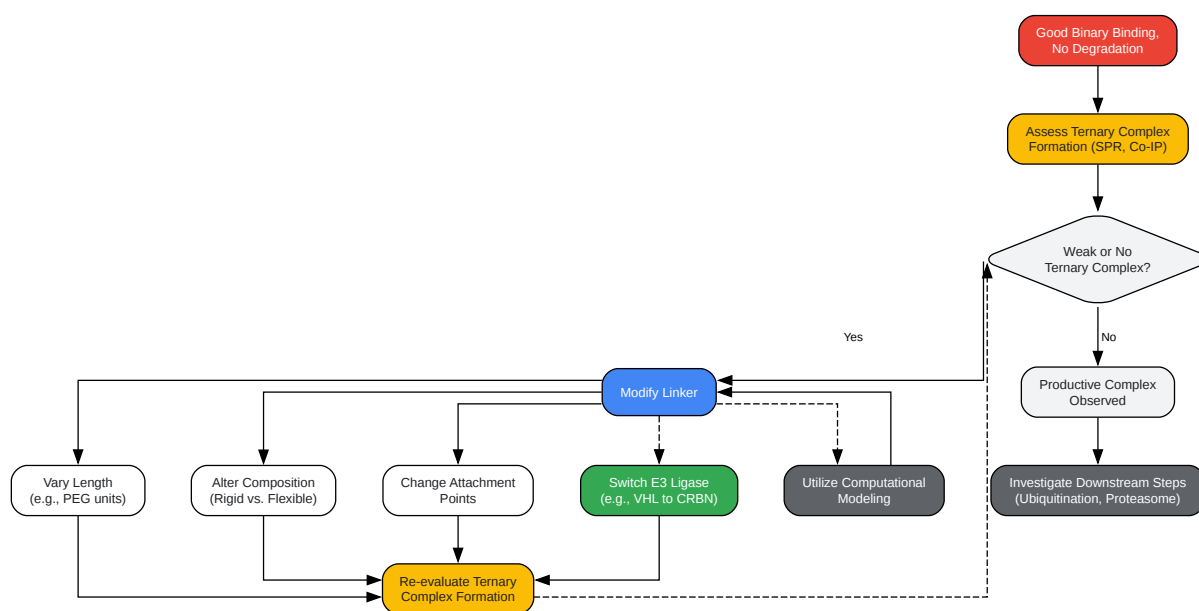 Good Binary Binding,
No Degradation
Assess Ternary Complex
Formation (SPR, Co-IP)
Weak or No
Ternary Complex?
Yes
No
Modify Linker
Productive Complex
Observed
Vary Length
(e.g., PEG units)
Alter Composition
(Rigid vs. Flexible)
Change Attachment
Points
Switch E3 Ligase
(e.g., VHL to CRBN)
Utilize Computational
Modeling
Investigate Downstream Steps
(Ubiquitination, Proteasome)
Re-evaluate Ternary
Complex Formation